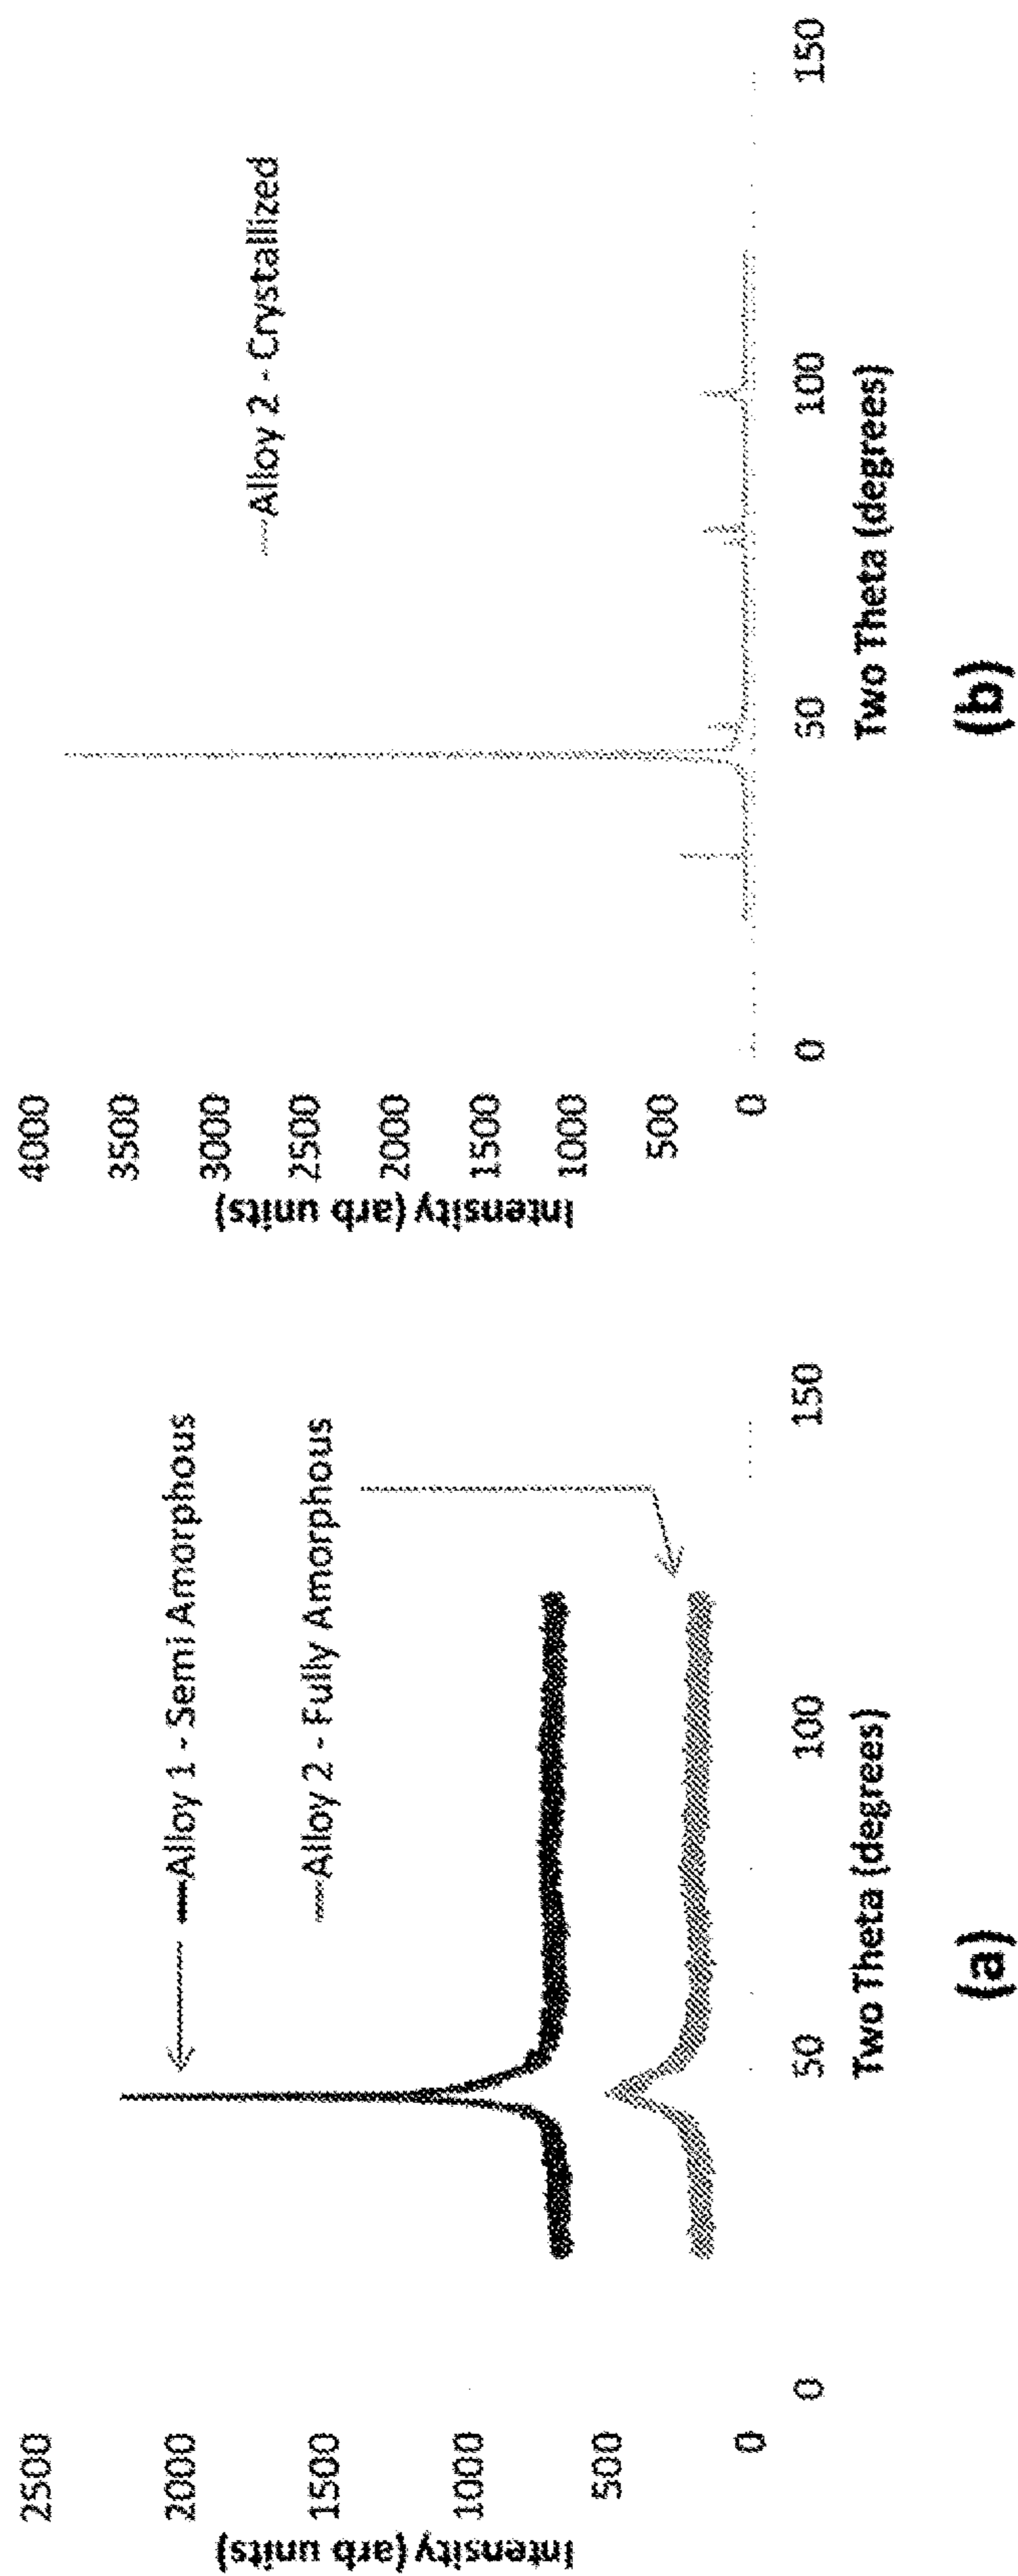 2500
2000
1500
1000
500
0
Intensity (arb units)
Alloy 1 - Semi Amorphous
Alloy 2 - Fully Amorphous
0
50
100
150
Two Theta (degrees)
(a)
4000
3500
3000
2500
2000
1500
1000
500
0
Intensity (arb units)
Alloy 2 - Crystallized
0
50
100
150
Two Theta (degrees)
(b)